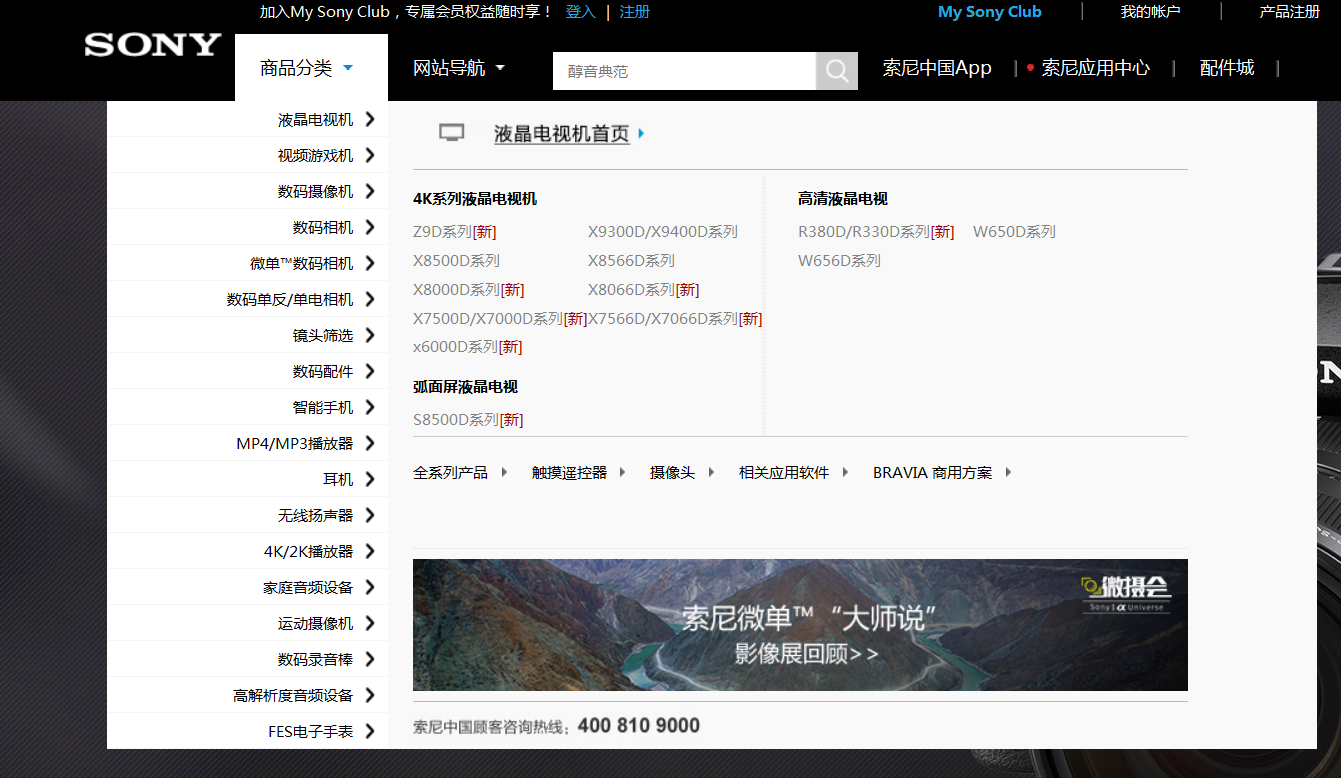 加入My Sony Club，专属会员权益随时享！ 登入 | 注册 My Sony Club | 我的帐户 | 产品注册
SONY 商品分类 网站导航 醇音典范 索尼中国App | 索尼应用中心 | 配件城 |
液晶电视机
视频游戏机
数码摄像机
数码相机
微单™数码相机
数码单反/单电相机
镜头筛选
数码配件
智能手机
MP4/MP3播放器
耳机
无线扬声器
4K/2K播放器
家庭音频设备
运动摄像机
数码录音棒
高解析度音频设备
FES电子手表
液晶电视机首页
4K系列液晶电视机
Z9D系列[新] X9300D/X9400D系列
X8500D系列 X8566D系列
X8000D系列[新] X8066D系列[新]
X7500D/X7000D系列[新] X7566D/X7066D系列[新]
x6000D系列[新]
弧面屏液晶电视
S8500D系列[新]
高清液晶电视
R380D/R330D系列[新] W650D系列
W656D系列
全系列产品 触摸遥控器 摄像头 相关应用软件 BRAVIA 商用方案
微摄会
Sony | α Universe
索尼微单™“大师说”
影像展回顾>>
索尼中国顾客咨询热线：400 810 9000